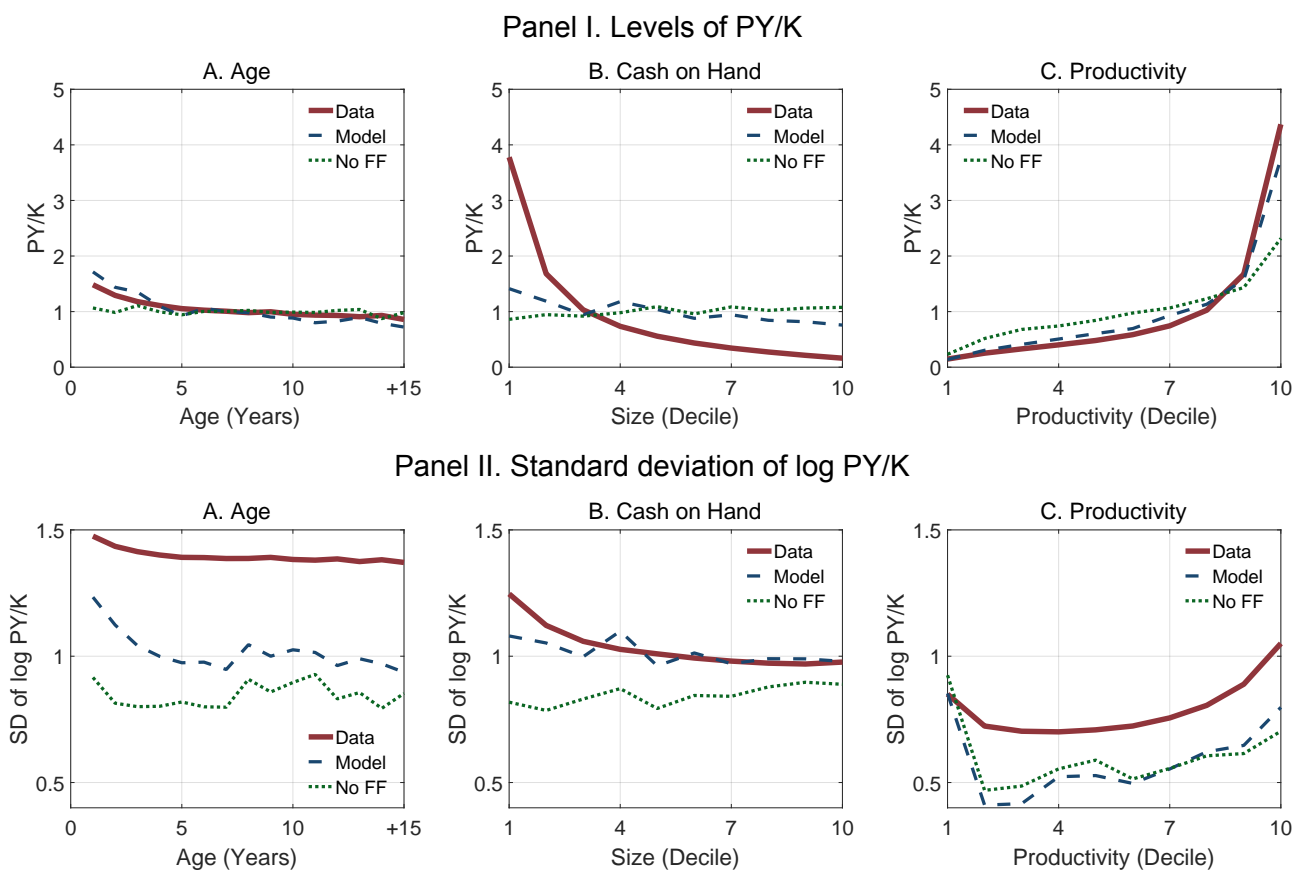 Panel I. Levels of PY/K
A. Age
5
4
3
2
1
0
PY/K
Data
Model
No FF
0 5 10 +15
Age (Years)
B. Cash on Hand
5
4
3
2
1
0
PY/K
Data
Model
No FF
1 4 7 10
Size (Decile)
C. Productivity
5
4
3
2
1
0
PY/K
Data
Model
No FF
1 4 7 10
Productivity (Decile)
Panel II. Standard deviation of log PY/K
A. Age
1.5
1
0.5
SD of log PY/K
Data
Model
No FF
0 5 10 +15
Age (Years)
B. Cash on Hand
1.5
1
0.5
SD of log PY/K
Data
Model
No FF
1 4 7 10
Size (Decile)
C. Productivity
1.5
1
0.5
SD of log PY/K
Data
Model
No FF
1 4 7 10
Productivity (Decile)